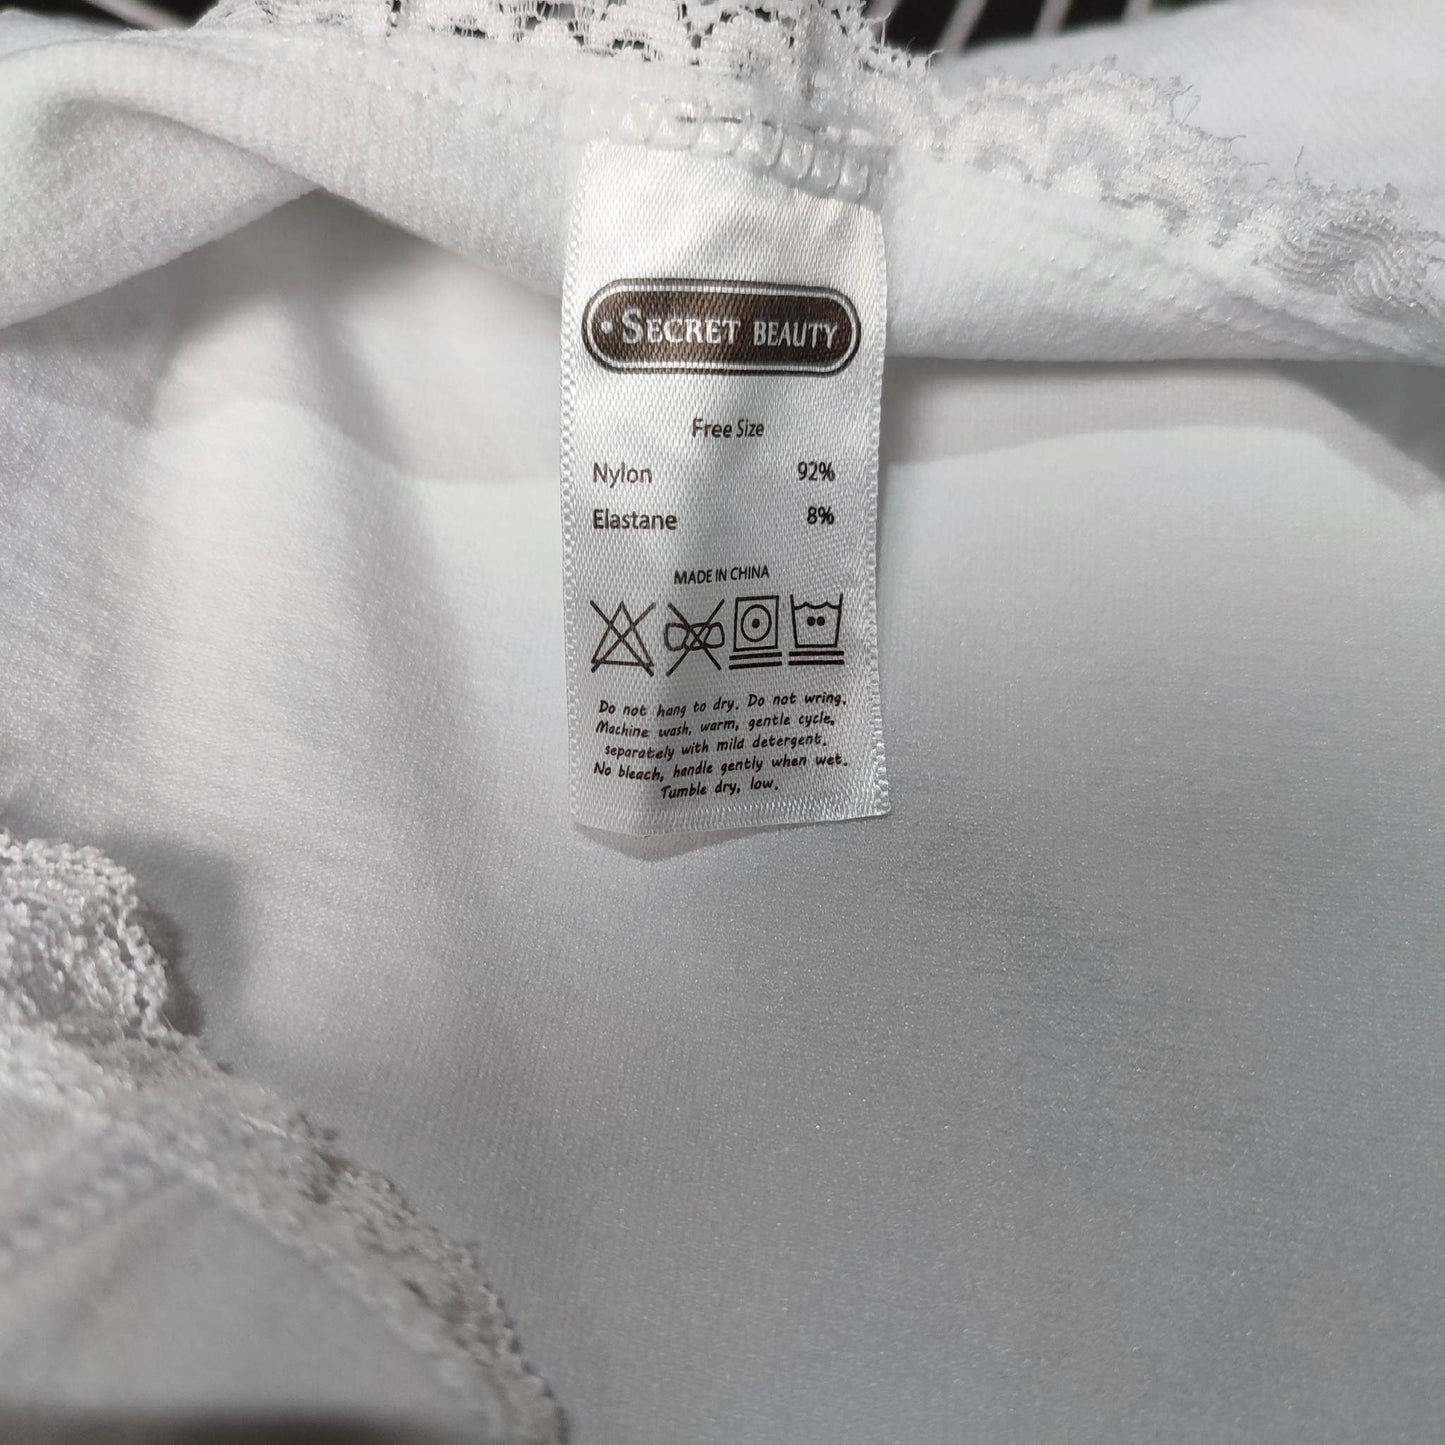 SECRET BEAUTY
Free Size
Nylon 92%
Elastane 8%
MADE IN CHINA
Do not hang to dry. Do not wring.
Machine wash, warm, gentle cycle,
separately with mild detergent.
No bleach, handle gently when wet.
Tumble dry, low.